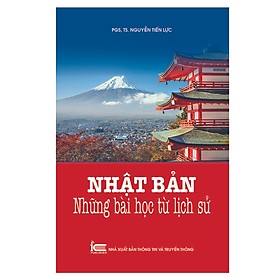 PGS. TS. NGUYỄN TIẾN LỰC
NHẬT BẢN
Những bài học từ lịch sử
NHÀ XUẤT BẢN THÔNG TIN VÀ TRUYỀN THÔNG